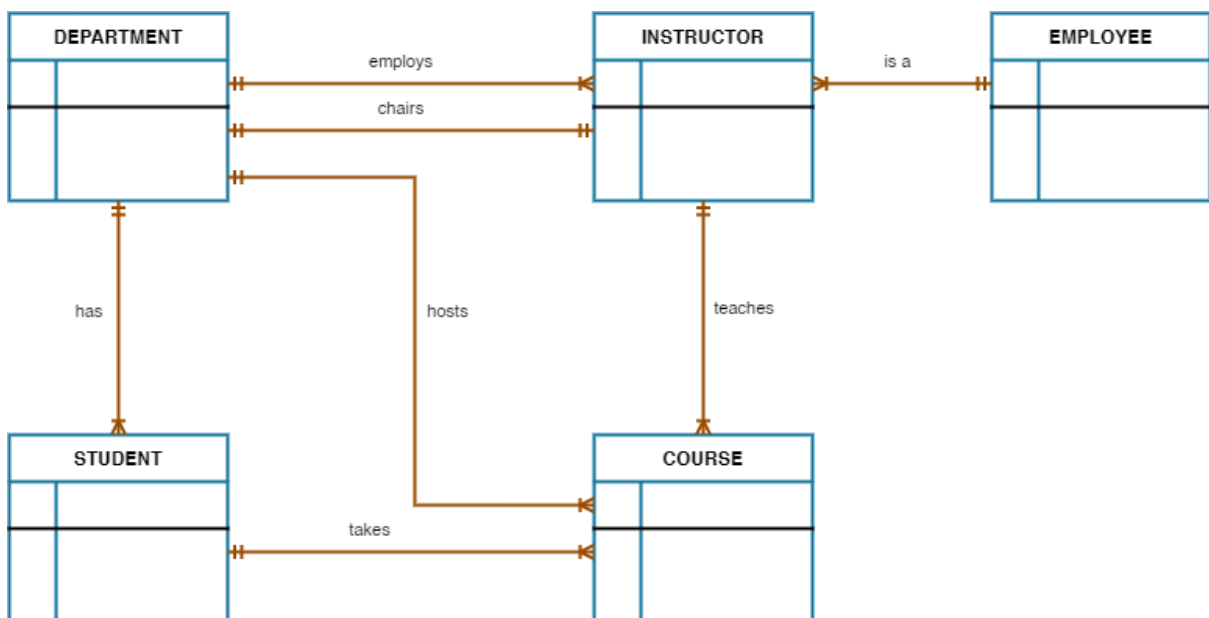 DEPARTMENT
INSTRUCTOR
EMPLOYEE
employs
is a
chairs
has
hosts
teaches
STUDENT
COURSE
takes